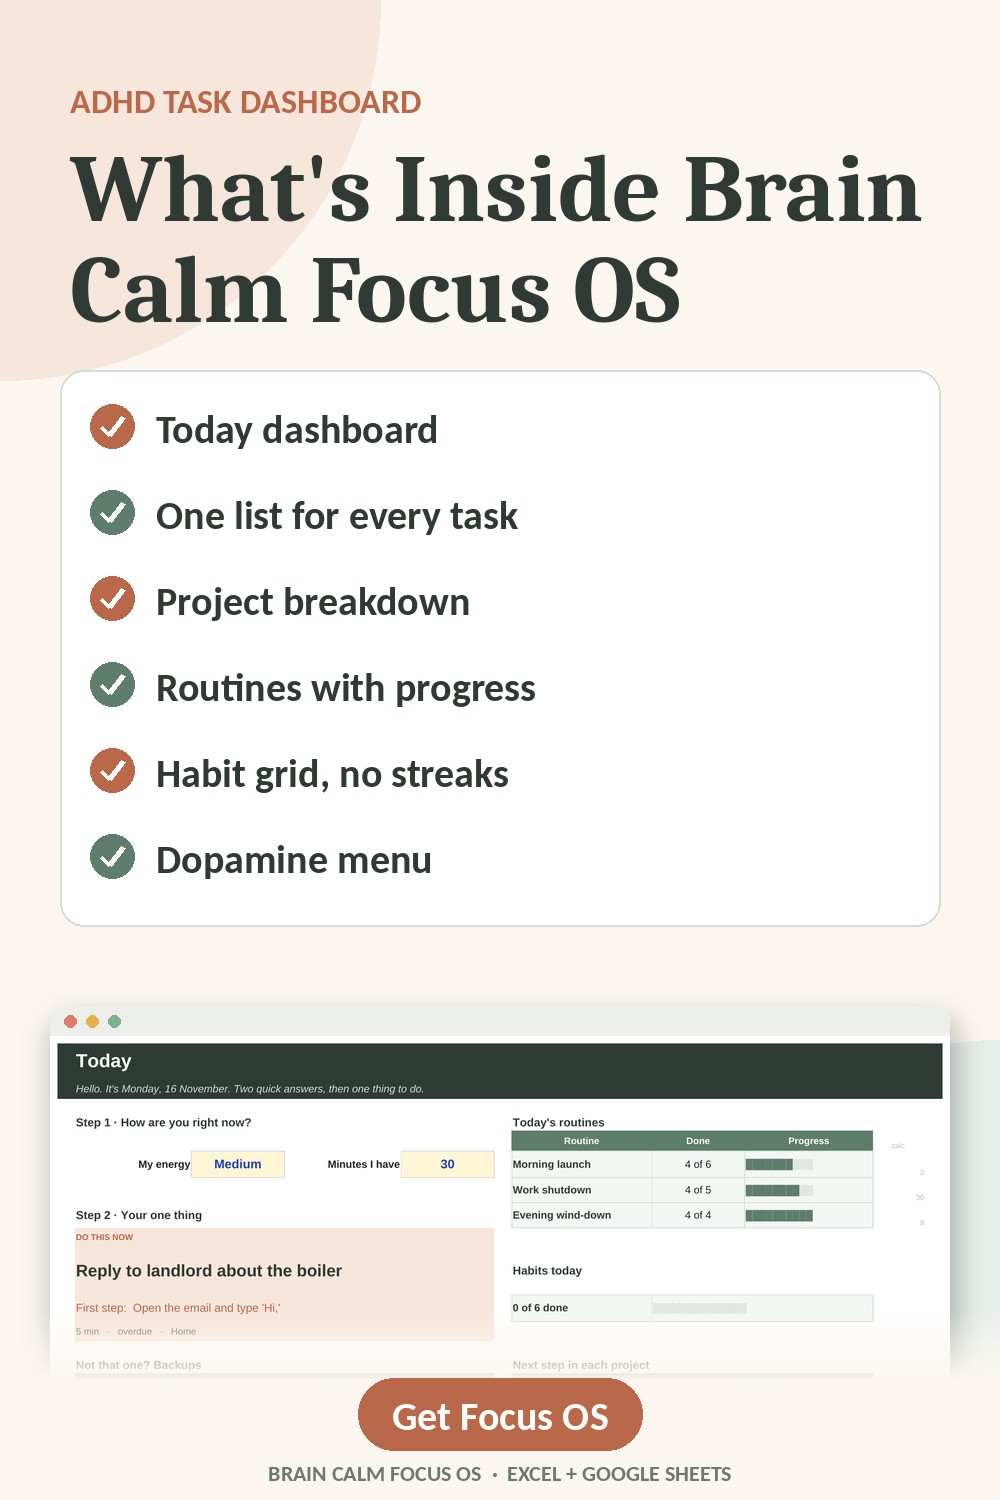 ADHD TASK DASHBOARD
What's Inside Brain
Calm Focus OS
Today dashboard
One list for every task
Project breakdown
Routines with progress
Habit grid, no streaks
Dopamine menu
Today
Hello. It's Monday, 16 November. Two quick answers, then one thing to do.
Step 1 · How are you right now?
My energy Medium Minutes I have 30
Step 2 · Your one thing
DO THIS NOW
Reply to landlord about the boiler
First step: Open the email and type 'Hi,'
5 min · overdue · Home
Not that one? Backups
Today's routines
Routine Done Progress
calc
Morning launch 4 of 6
2
Work shutdown 4 of 5
30
Evening wind-down 4 of 4
6
Habits today
0 of 6 done
Next step in each project
Get Focus OS
BRAIN CALM FOCUS OS · EXCEL + GOOGLE SHEETS